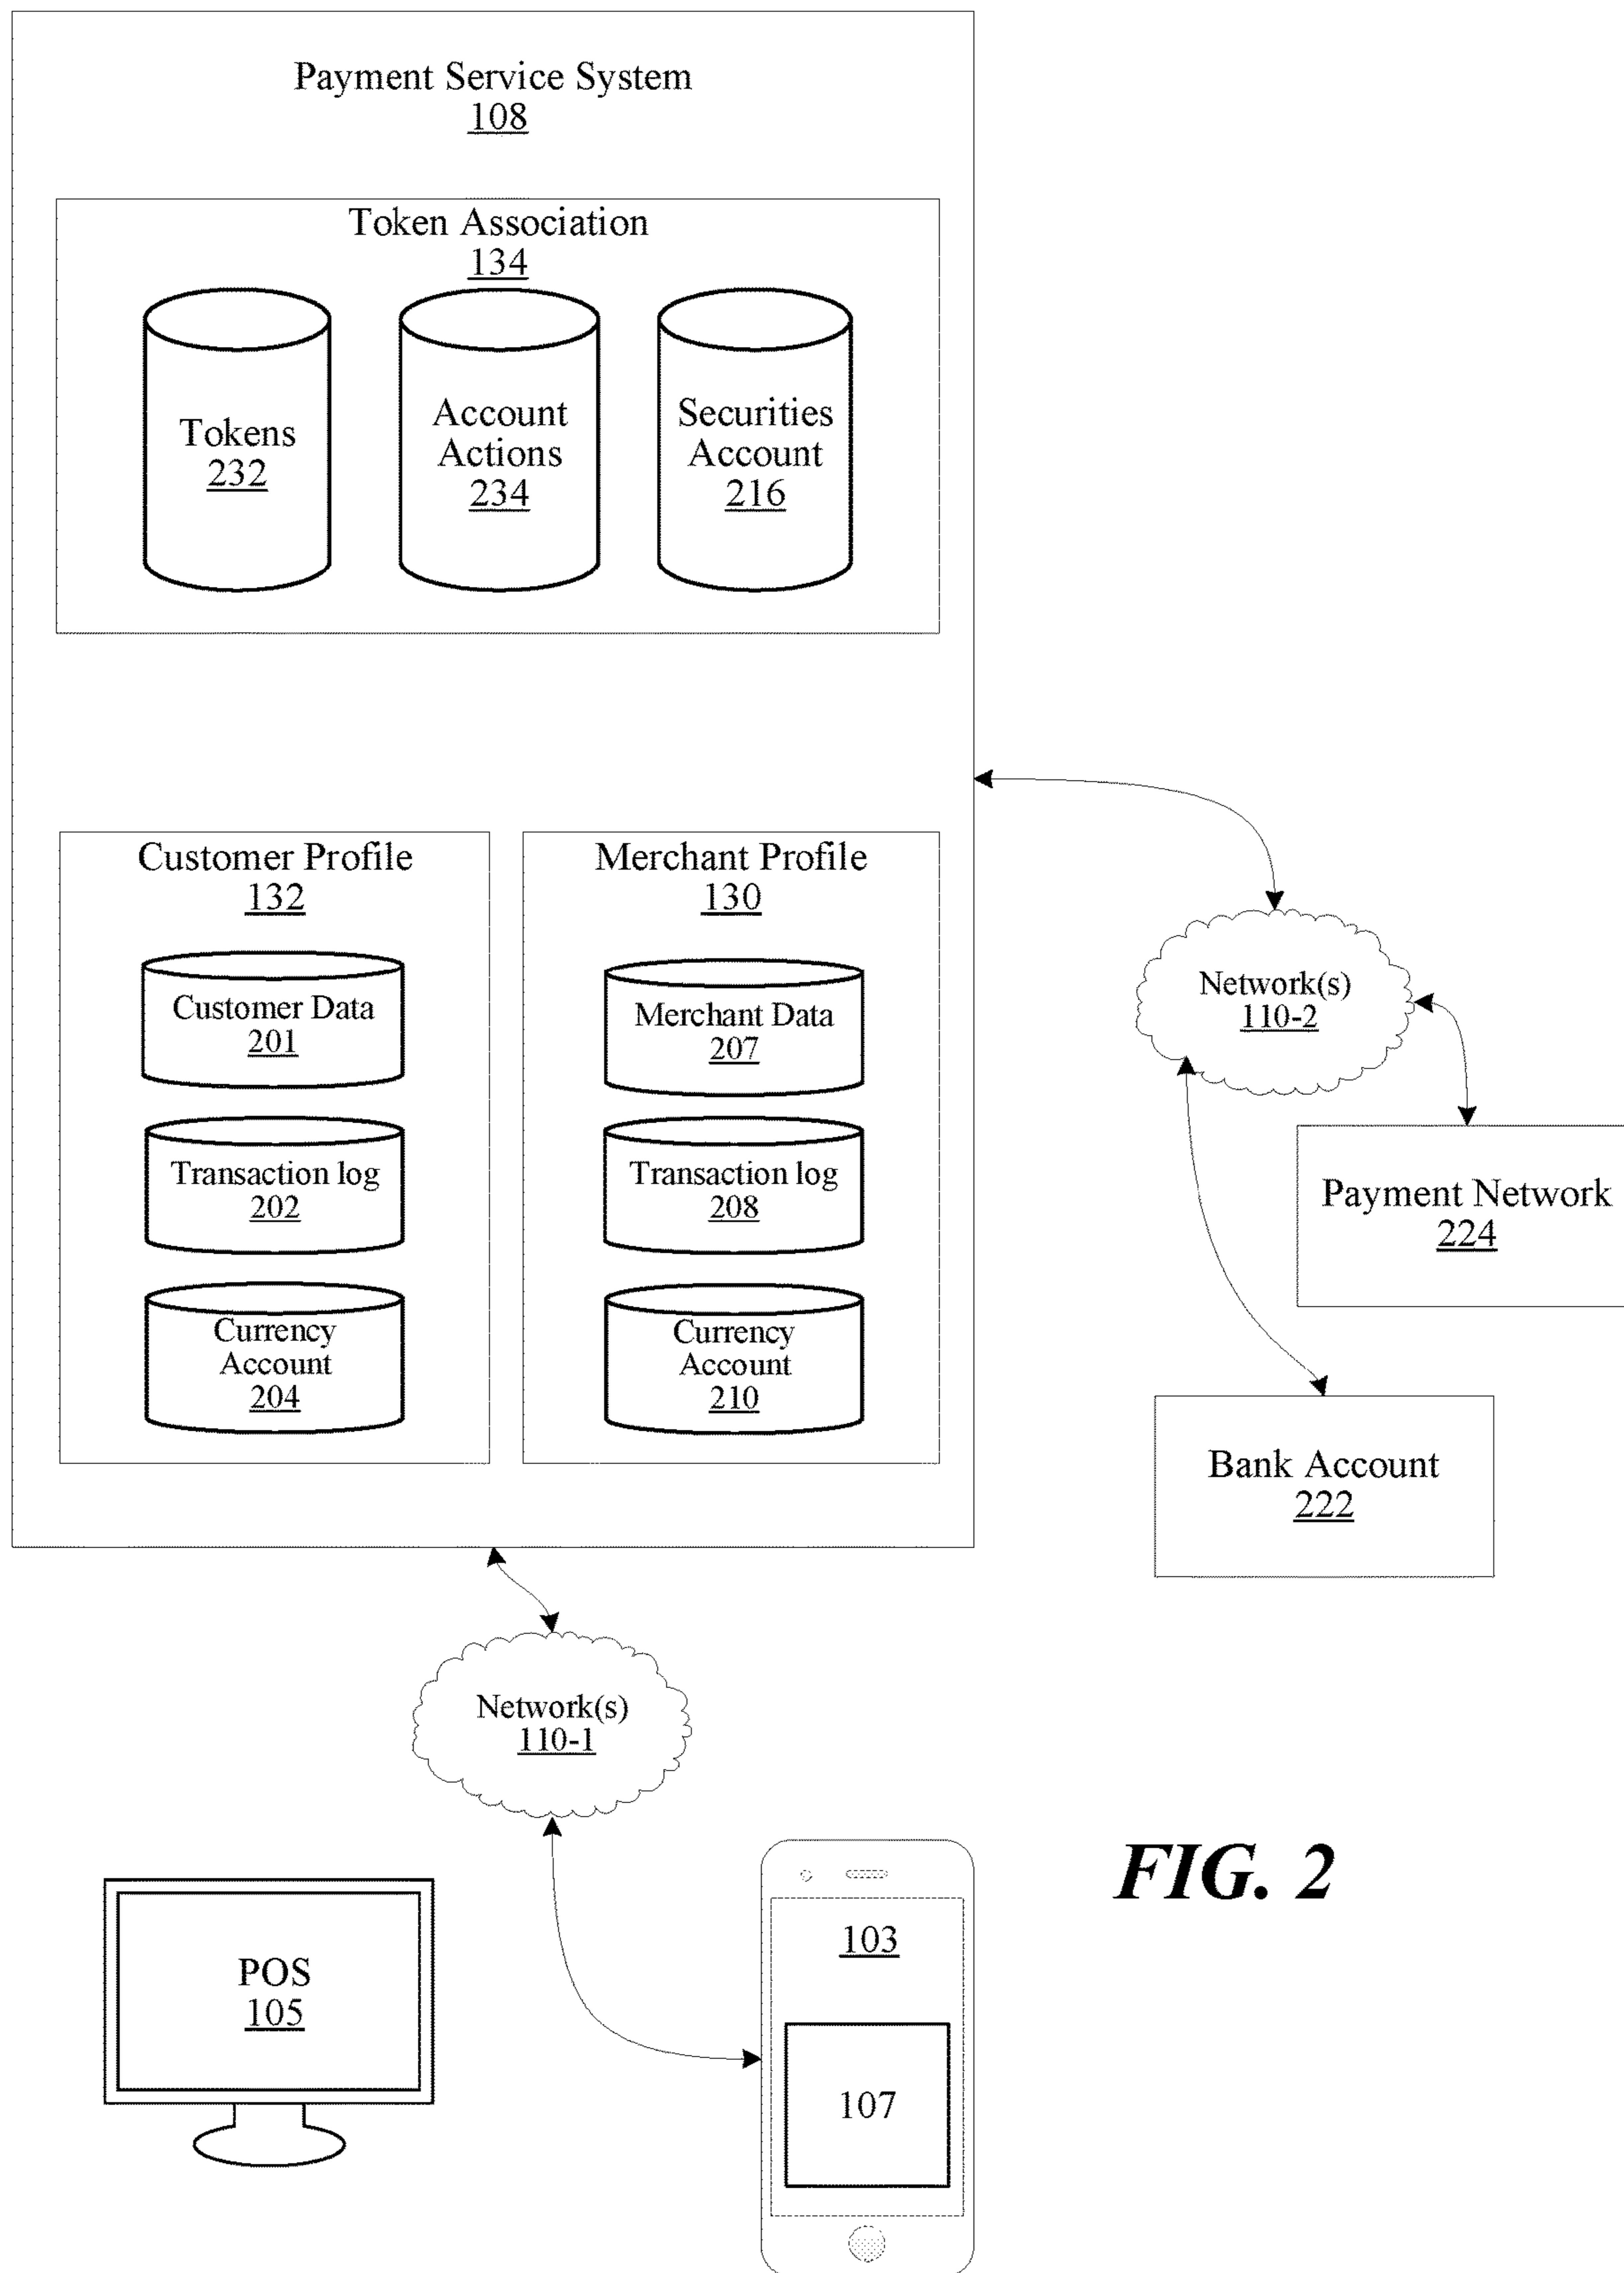 Payment Service System
108
Token Association
134
Tokens
232
Account
Actions
234
Securities
Account
216
Customer Profile
132
Customer Data
201
Transaction log
202
Currency
Account
204
Merchant Profile
130
Merchant Data
207
Transaction log
208
Currency
Account
210
Network(s)
110-2
Payment Network
224
Bank Account
222
Network(s)
110-1
POS
105
103
107
FIG. 2